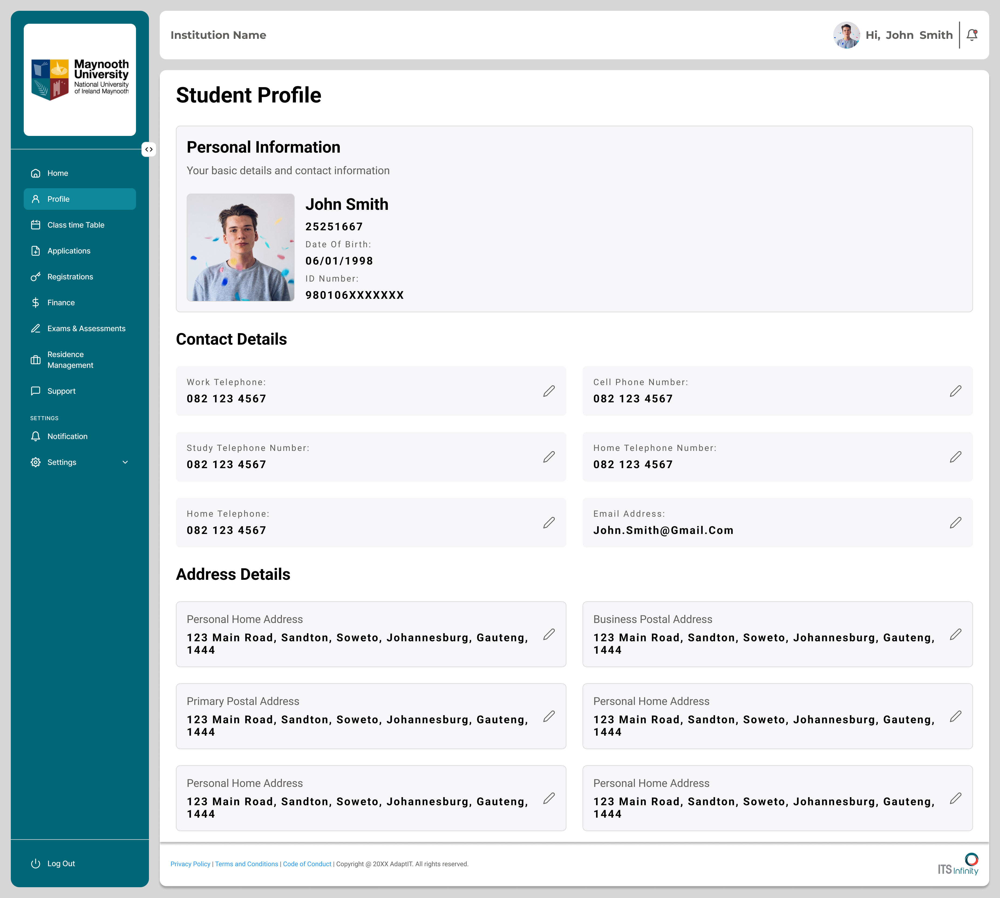 Maynooth
University
National University
of Ireland Maynooth
Home
Profile
Class time Table
Applications
Registrations
Finance
Exams & Assessments
Residence
Management
Support
SETTINGS
Notification
Settings
Log Out
Institution Name
Hi, John Smith
Student Profile
Personal Information
Your basic details and contact information
John Smith
25251667
Date Of Birth:
06/01/1998
ID Number:
980106XXXXXXX
Contact Details
Work Telephone:
082 123 4567
Cell Phone Number:
082 123 4567
Study Telephone Number:
082 123 4567
Home Telephone Number:
082 123 4567
Home Telephone:
082 123 4567
Email Address:
John.Smith@Gmail.Com
Address Details
Personal Home Address
123 Main Road, Sandton, Soweto, Johannesburg, Gauteng,
1444
Business Postal Address
123 Main Road, Sandton, Soweto, Johannesburg, Gauteng,
1444
Primary Postal Address
123 Main Road, Sandton, Soweto, Johannesburg, Gauteng,
1444
Personal Home Address
123 Main Road, Sandton, Soweto, Johannesburg, Gauteng,
1444
Personal Home Address
123 Main Road, Sandton, Soweto, Johannesburg, Gauteng,
1444
Personal Home Address
123 Main Road, Sandton, Soweto, Johannesburg, Gauteng,
1444
Privacy Policy | Terms and Conditions | Code of Conduct | Copyright @ 20XX AdaptIT. All rights reserved.
ITS Infinity